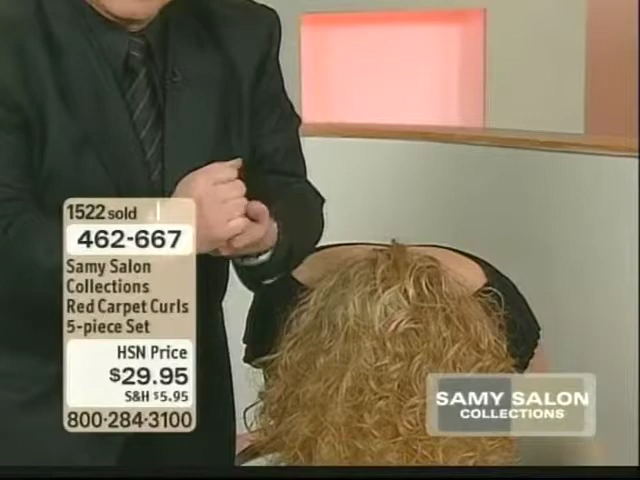 1522 sold
462-667
Samy Salon
Collections
Red Carpet Curls
5-piece Set
HSN Price
$29.95
S&H $5.95
800·284·3100
SAMY SALON
COLLECTIONS